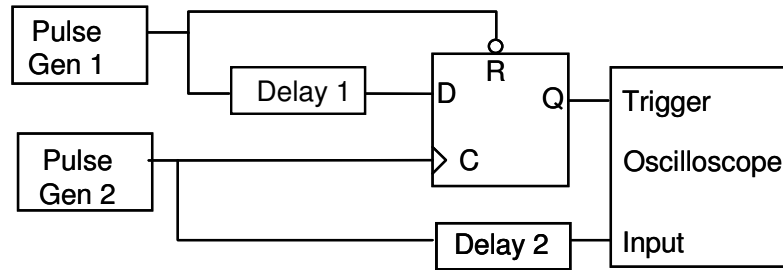 Pulse
Gen 1
R
Delay 1
D
Q
Trigger
Pulse
Gen 2
C
Oscilloscope
Delay 2
Input